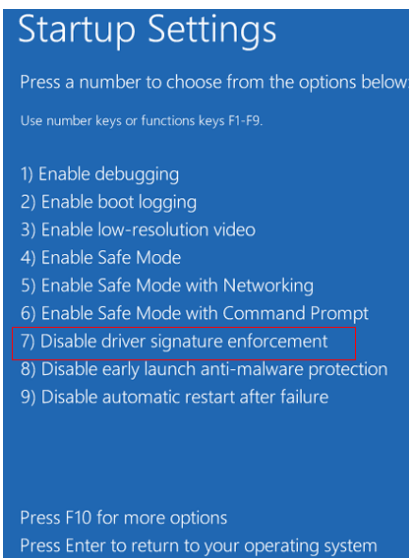 Startup Settings
Press a number to choose from the options below:
Use number keys or functions keys F1-F9.
1) Enable debugging
2) Enable boot logging
3) Enable low-resolution video
4) Enable Safe Mode
5) Enable Safe Mode with Networking
6) Enable Safe Mode with Command Prompt
7) Disable driver signature enforcement
8) Disable early launch anti-malware protection
9) Disable automatic restart after failure
Press F10 for more options
Press Enter to return to your operating system